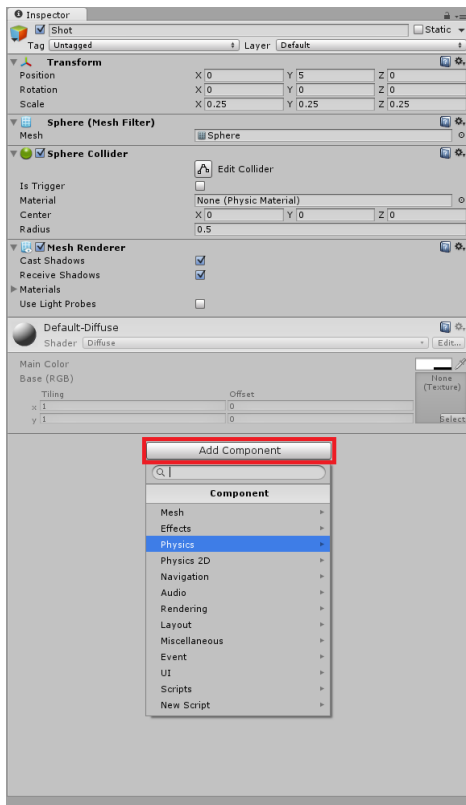 Inspector
Shot Static
Tag Untagged Layer Default
Transform
Position X 0 Y 5 Z 0
Rotation X 0 Y 0 Z 0
Scale X 0.25 Y 0.25 Z 0.25
Sphere (Mesh Filter)
Mesh Sphere
Sphere Collider
Edit Collider
Is Trigger
Material None (Physic Material)
Center X 0 Y 0 Z 0
Radius 0.5
Mesh Renderer
Cast Shadows
Receive Shadows
Materials
Use Light Probes
Default-Diffuse
Shader Diffuse Edit...
Main Color
Base (RGB) None
(Texture)
Tiling Offset
x 1 0
y 1 0 Select
Add Component
Component
Mesh
Effects
Physics
Physics 2D
Navigation
Audio
Rendering
Layout
Miscellaneous
Event
UI
Scripts
New Script